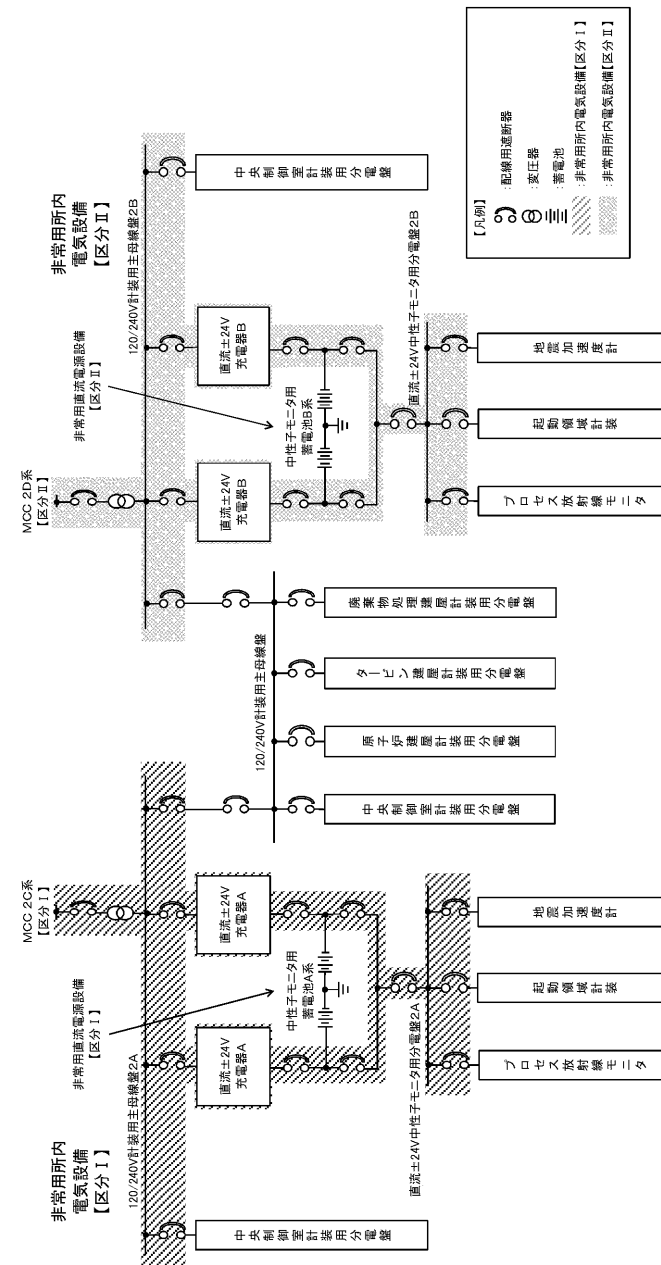 非常用所内
電気設備
【区分Ⅰ】
120/240V計装用主母線盤2A
非常用直流電源設備
【区分Ⅰ】
MCC 2C系
【区分Ⅰ】
直流±24V
充電器A
直流±24V
充電器A
中性子モニタ用
蓄電池A系
直流±24V中性子モニタ用分電盤2A
中央制御室計装用分電盤
プロセス放射線モニタ
起動領域計装
地震加速度計
120/240V計装用主母線盤
中央制御室計装用分電盤
原子炉建屋計装用分電盤
タービン建屋計装用分電盤
廃棄物処理建屋計装用分電盤
MCC 2D系
【区分Ⅱ】
非常用直流電源設備
【区分Ⅱ】
120/240V計装用主母線盤2B
非常用所内
電気設備
【区分Ⅱ】
直流±24V
充電器B
直流±24V
充電器B
中性子モニタ用
蓄電池B系
直流±24V中性子モニタ用分電盤2B
中央制御室計装用分電盤
プロセス放射線モニタ
起動領域計装
地震加速度計
【凡例】
:配線用遮断器
:変圧器
:蓄電池
:非常用所内電気設備【区分Ⅰ】
:非常用所内電気設備【区分Ⅱ】